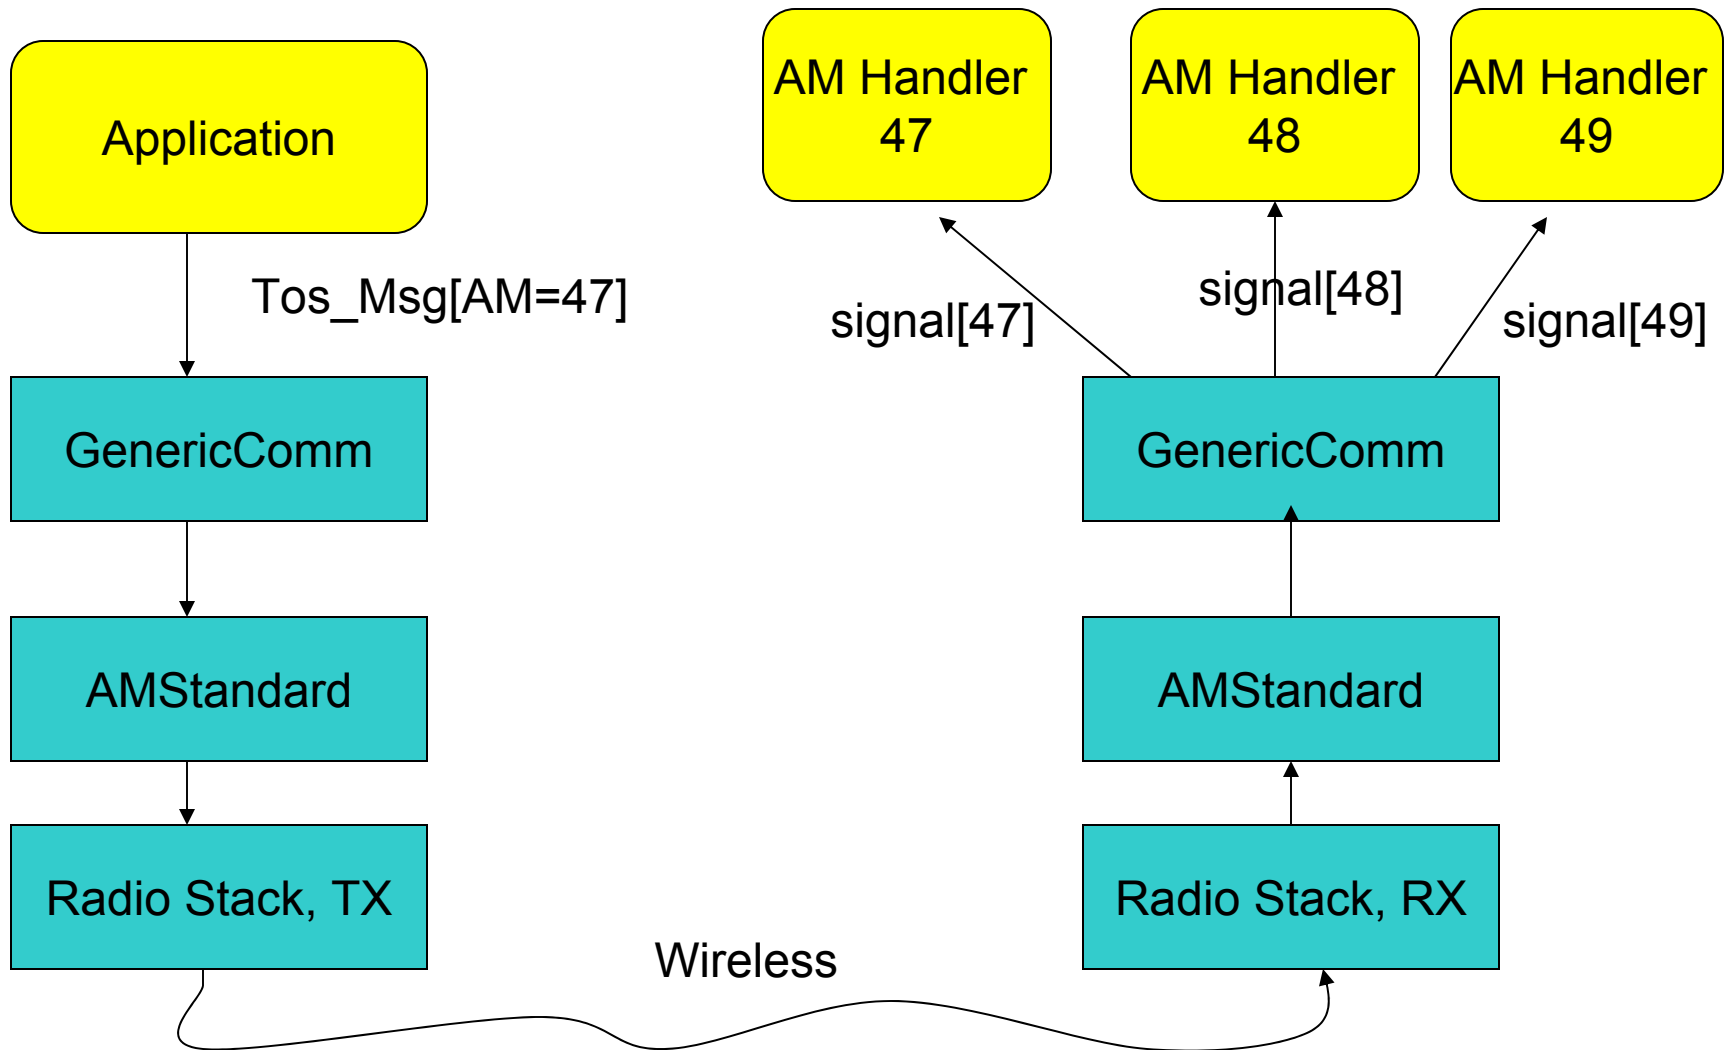 Application
AM Handler
47
AM Handler
48
AM Handler
49
Tos_Msg[AM=47]
signal[47]
signal[48]
signal[49]
GenericComm
GenericComm
AMStandard
AMStandard
Radio Stack, TX
Radio Stack, RX
Wireless